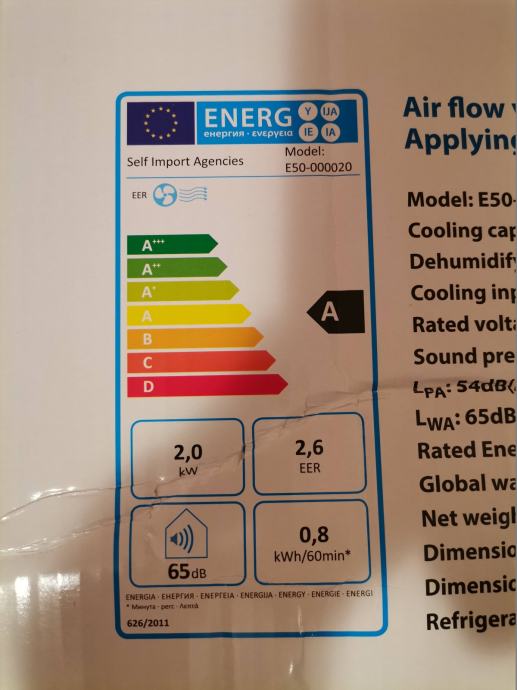 ENERG Y IJA
енергия · ενεργεια IE IA
Self Import Agencies
Model:
E50-000020
EER
A+++
A++
A+
A
B
C
D
A
2,0
kW
2,6
EER
65dB
0,8
kWh/60min*
ENERGIA · ЕНЕРГИЯ · ΕΝΕΡΓΕΙΑ · ENERGIJA · ENERGY · ENERGIE · ENERGI
* Минута · perc · Λεπτά
626/2011
Air flow
Applying
Model: E50-
Cooling cap
Dehumidify
Cooling inp
Rated volta
Sound pre
LPA: 54dB(
LWA: 65dB
Rated Ene
Global wa
Net weigh
Dimensio
Dimensio
Refrigera